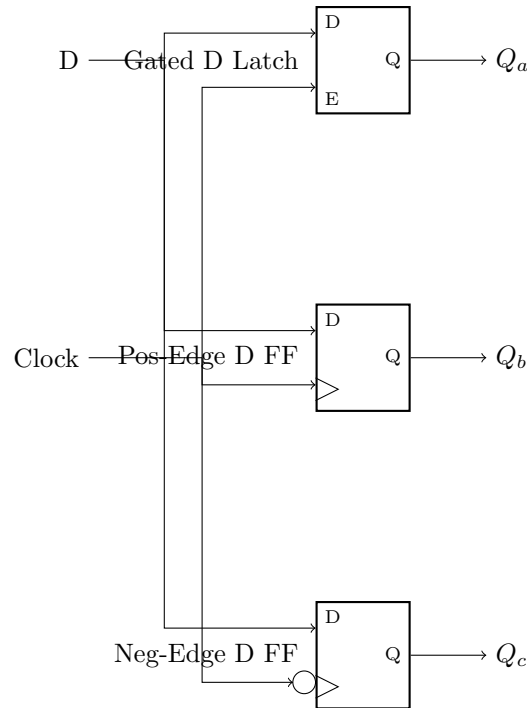 D
D Gated D Latch Q Q_a
E
D
Clock Pos-Edge D FF Q Q_b
D
Neg-Edge D FF Q Q_c